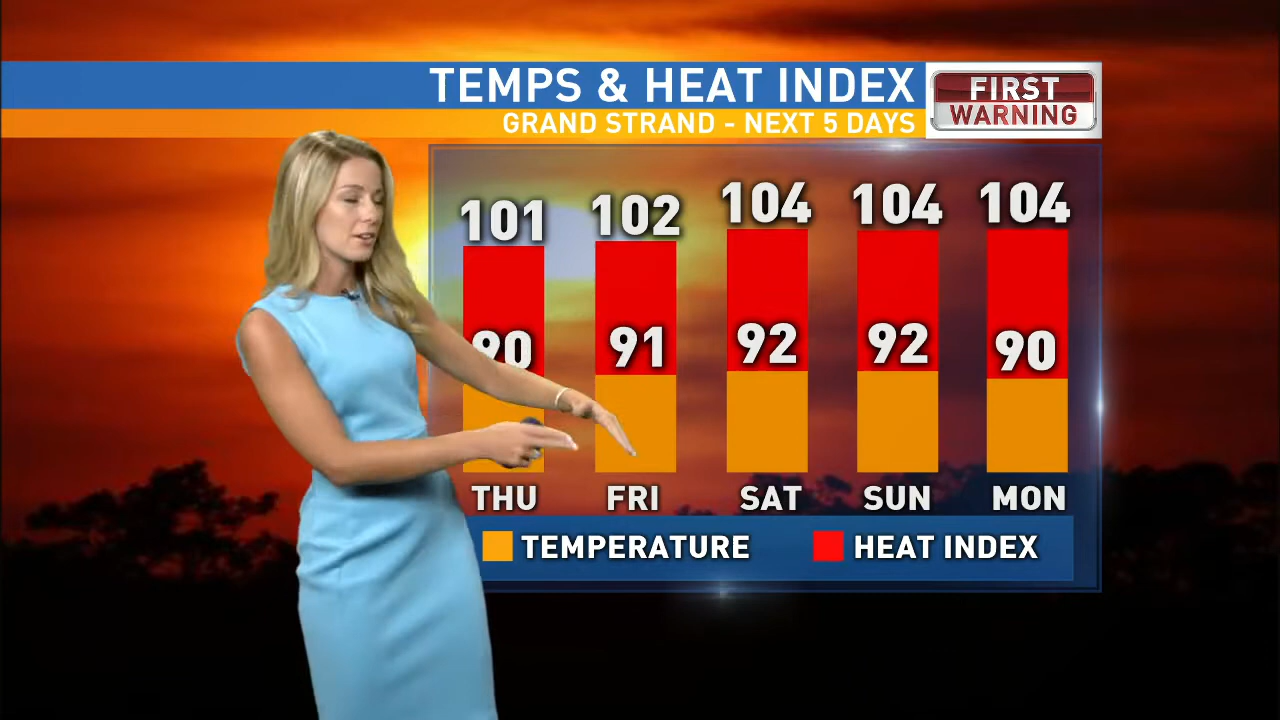 TEMPS & HEAT INDEX
FIRST
WARNING
GRAND STRAND - NEXT 5 DAYS
101 102 104 104 104
90 91 92 92 90
THU FRI SAT SUN MON
TEMPERATURE HEAT INDEX